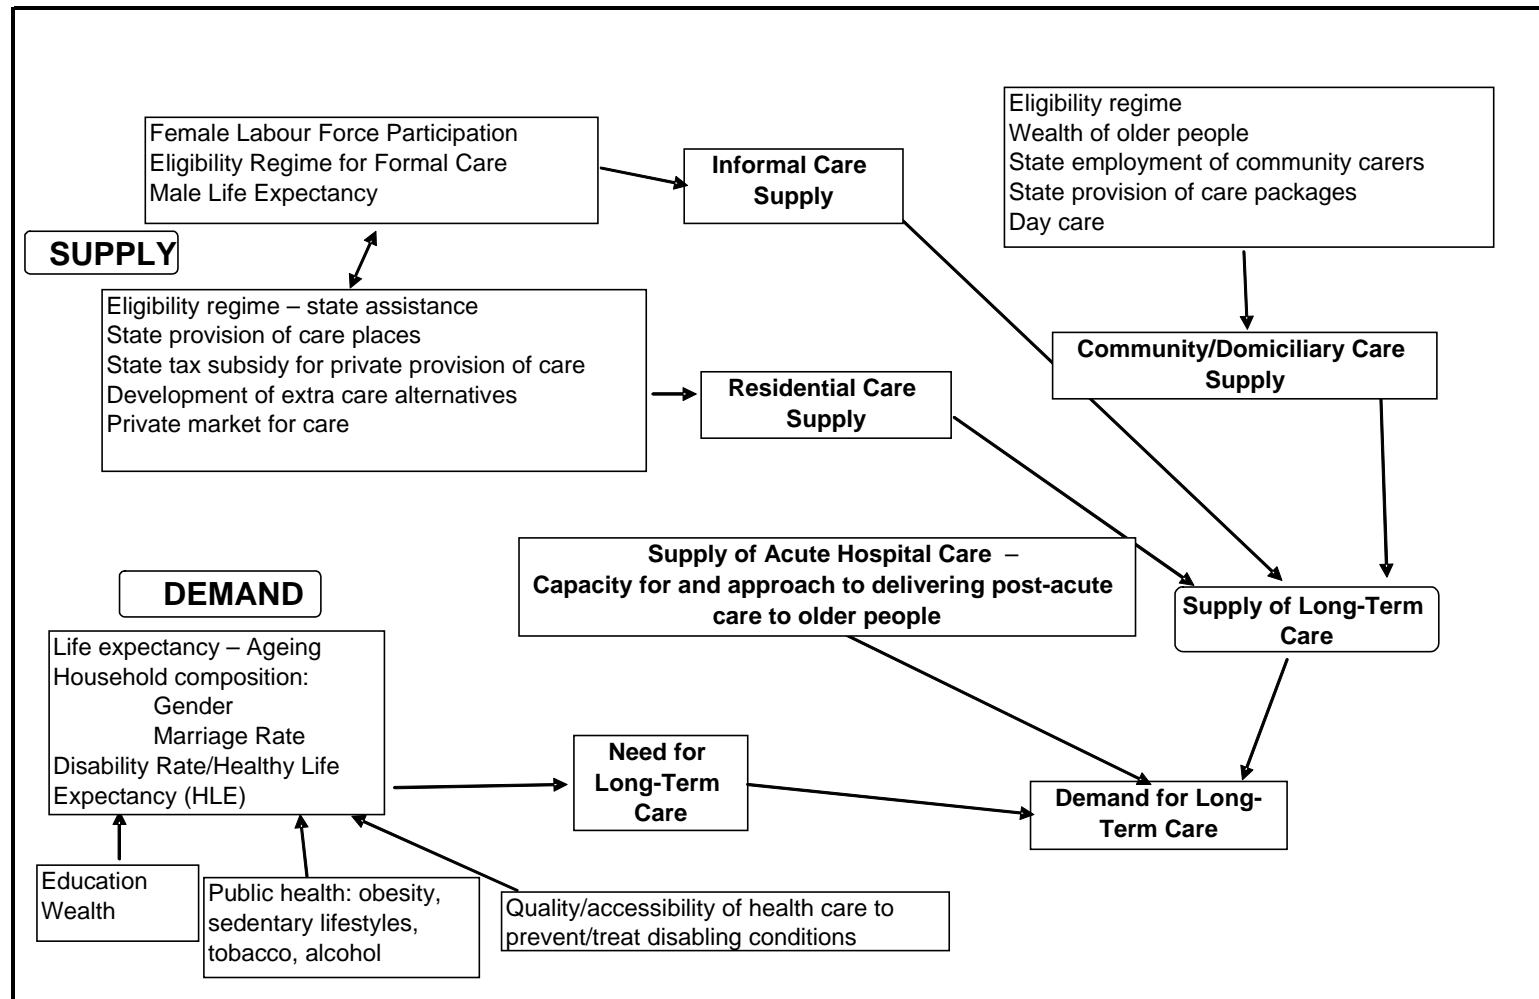 Female Labour Force Participation
Eligibility Regime for Formal Care
Male Life Expectancy
Informal Care
Supply
Eligibility regime
Wealth of older people
State employment of community carers
State provision of care packages
Day care
SUPPLY
Eligibility regime – state assistance
State provision of care places
State tax subsidy for private provision of care
Development of extra care alternatives
Private market for care
Residential Care
Supply
Community/Domiciliary Care
Supply
Supply of Acute Hospital Care –
Capacity for and approach to delivering post-acute
care to older people
Supply of Long-Term
Care
DEMAND
Life expectancy – Ageing
Household composition:
Gender
Marriage Rate
Disability Rate/Healthy Life
Expectancy (HLE)
Need for
Long-Term
Care
Demand for Long-
Term Care
Education
Wealth
Public health: obesity,
sedentary lifestyles,
tobacco, alcohol
Quality/accessibility of health care to
prevent/treat disabling conditions